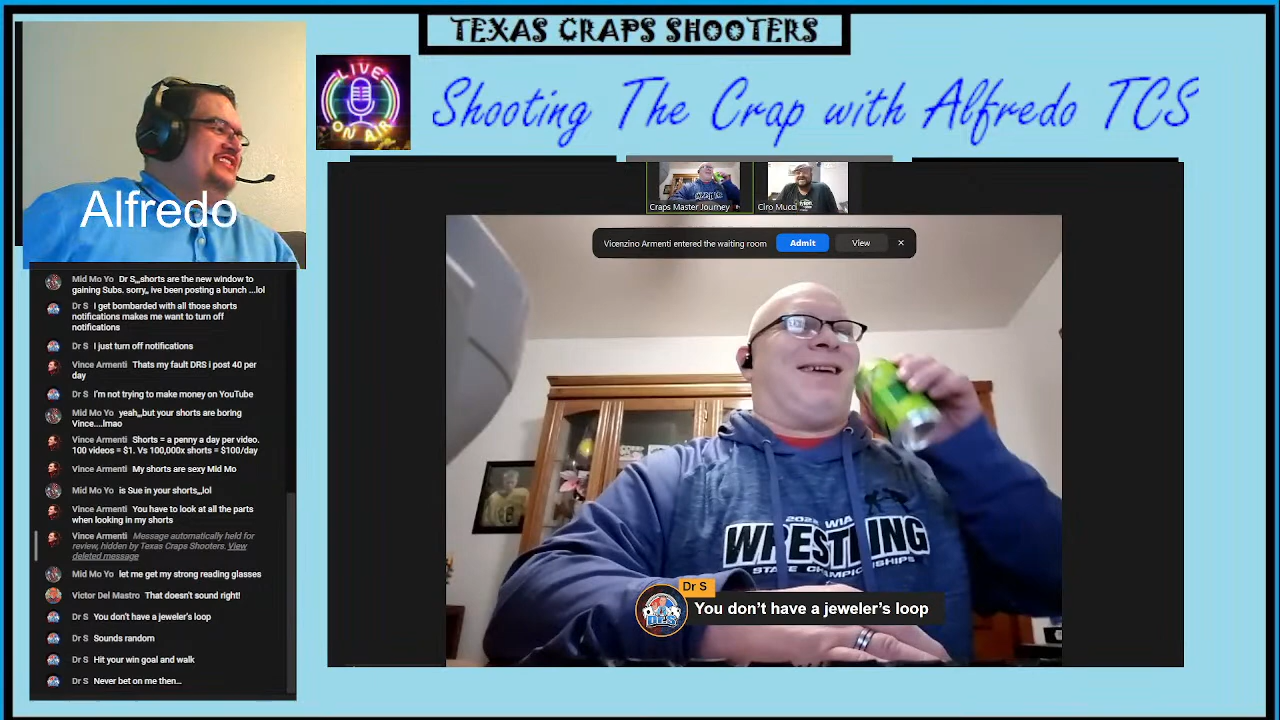 TEXAS CRAPS SHOOTERS
LIVE
ON AIR
Shooting The Crap with Alfredo TCS
Alfredo
Craps Master Journey
Ciro Mucci
Vicenzino Armenti entered the waiting room
Admit
View
Mid Mo Yo Dr S,,,shorts are the new window to
gaining Subs. sorry,, ive been posting a bunch ...lol
Dr S I get bombarded with all those shorts
notifications makes me want to turn off
notifications
Dr S I just turn off notifications
Vince Armenti Thats my fault DRS i post 40 per
day
Dr S I'm not trying to make money on YouTube
Mid Mo Yo yeah,,,but your shorts are boring
Vince....lmao
Vince Armenti Shorts = a penny a day per video.
100 videos = $1. Vs 100,000x shorts = $100/day
Vince Armenti My shorts are sexy Mid Mo
Mid Mo Yo is Sue in your shorts,,,lol
Vince Armenti You have to look at all the parts
when looking in my shorts
Vince Armenti Message automatically held for
review, hidden by Texas Craps Shooters. View
deleted message
Mid Mo Yo let me get my strong reading glasses
Victor Del Mastro That doesn't sound right!
Dr S You don't have a jeweler's loop
Dr S Sounds random
Dr S Hit your win goal and walk
Dr S Never bet on me then...
WRESTLING
Dr S
You don't have a jeweler's loop
Dr. S